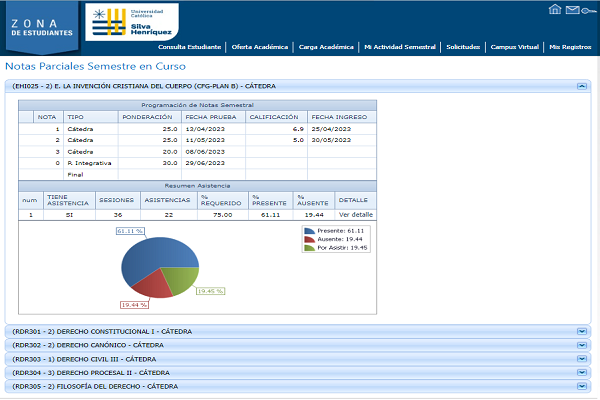 ZONA
DE ESTUDIANTES
Universidad
Católica
Silva
Henríquez
Consulta Estudiante | Oferta Académica | Carga Académica | Mi Actividad Semestral | Solicitudes | Campus Virtual | Mis Registros
Notas Parciales Semestre en Curso
(EHI025 - 2) E. LA INVENCIÓN CRISTIANA DEL CUERPO (CFG-PLAN B) - CÁTEDRA
Programación de Notas Semestral
NOTA TIPO PONDERACIÓN FECHA PRUEBA CALIFICACIÓN FECHA INGRESO
1 Cátedra 25.0 12/04/2023 6.9 25/04/2023
2 Cátedra 25.0 11/05/2023 5.0 30/05/2023
3 Cátedra 20.0 08/06/2023
0 R. Integrativa 30.0 29/06/2023
Final
Resumen Asistencia
num TIENE ASISTENCIA SESIONES ASISTENCIAS % REQUERIDO % PRESENTE % AUSENTE DETALLE
1 SI 36 22 75.00 61.11 19.44 Ver detalle
61.11 %
Presente: 61.11
Ausente: 19.44
Por Asistir: 19.45
19.45 %
19.44 %
(RDR301 - 2) DERECHO CONSTITUCIONAL I - CÁTEDRA
(RDR302 - 2) DERECHO CANÓNICO - CÁTEDRA
(RDR303 - 1) DERECHO CIVIL III - CÁTEDRA
(RDR304 - 3) DERECHO PROCESAL II - CÁTEDRA
(RDR305 - 2) FILOSOFÍA DEL DERECHO - CÁTEDRA